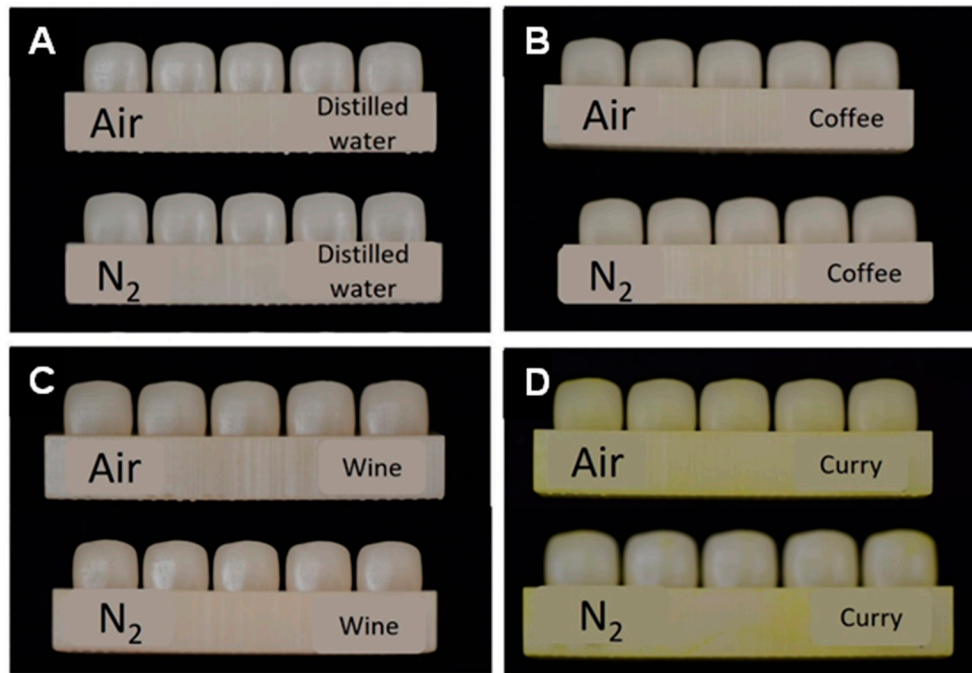 A
Air
Distilled
water
N₂
Distilled
water
B
Air
Coffee
N₂
Coffee
C
Air
Wine
N₂
Wine
D
Air
Curry
N₂
Curry